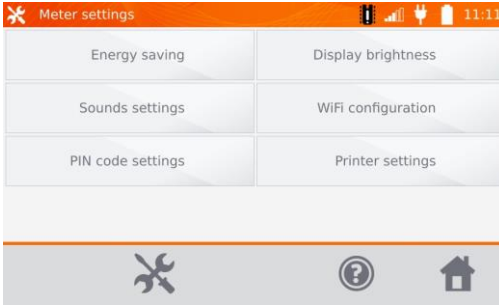 Meter settings 11:11
Energy saving Display brightness
Sounds settings WiFi configuration
PIN code settings Printer settings